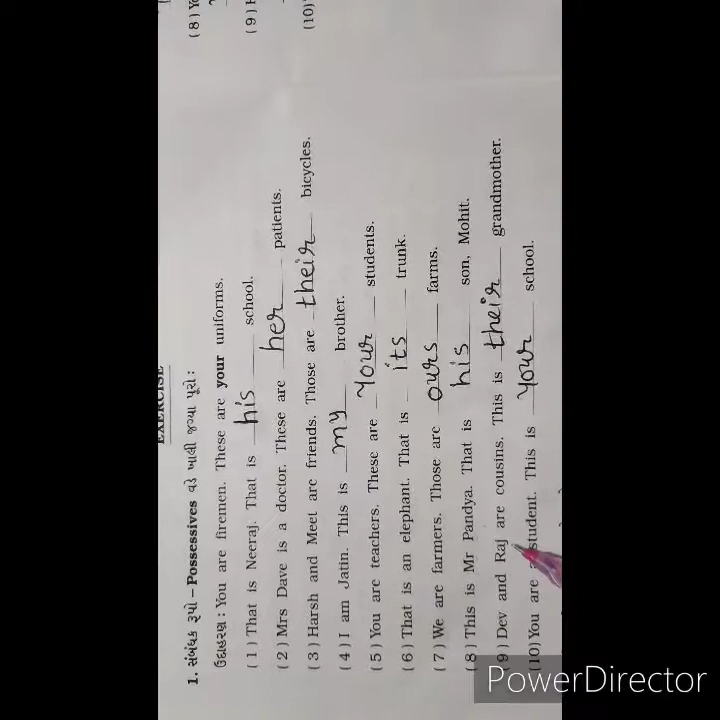 EXERCISE
1. સંબંધક રૂપો – Possessives વડે ખાલી જગ્યા પૂરો :
ઉદાહરણ : You are firemen. These are your uniforms.
( 1 ) That is Neeraj. That is his school.
( 2 ) Mrs Dave is a doctor. These are her patients.
( 3 ) Harsh and Meet are friends. Those are their bicycles.
( 4 ) I am Jatin. This is my brother.
( 5 ) You are teachers. These are your students.
( 6 ) That is an elephant. That is its trunk.
( 7 ) We are farmers. Those are ours farms.
( 8 ) This is Mr Pandya. That is his son, Mohit.
( 9 ) Dev and Raj are cousins. This is their grandmother.
(10) You are student. This is your school.
( 8 )
( 9 )
(10)
PowerDirector